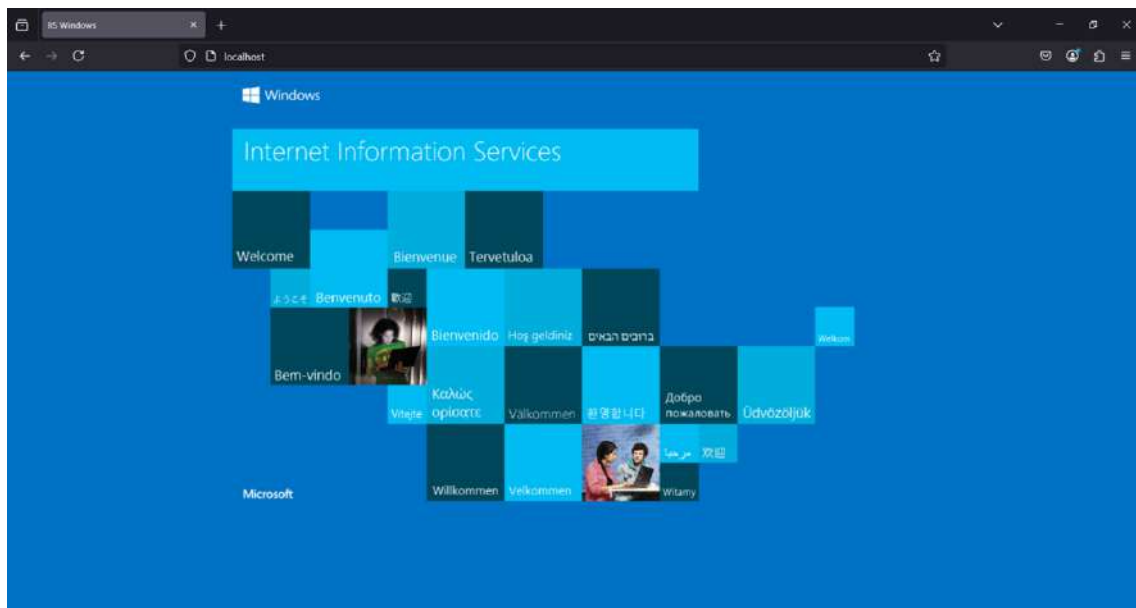 IIS Windows
localhost
Windows
Internet Information Services
Welcome
Bienvenue
Tervetuloa
ようこそ
Benvenuto
歡迎
Bienvenido
Hoş geldiniz
ברוכים הבאים
Welkom
Bem-vindo
Vítejte
Καλώς
ορίσατε
Välkommen
환영합니다
Добро
пожаловать
Üdvözöljük
مرحبا
欢迎
Microsoft
Willkommen
Velkommen
Witamy